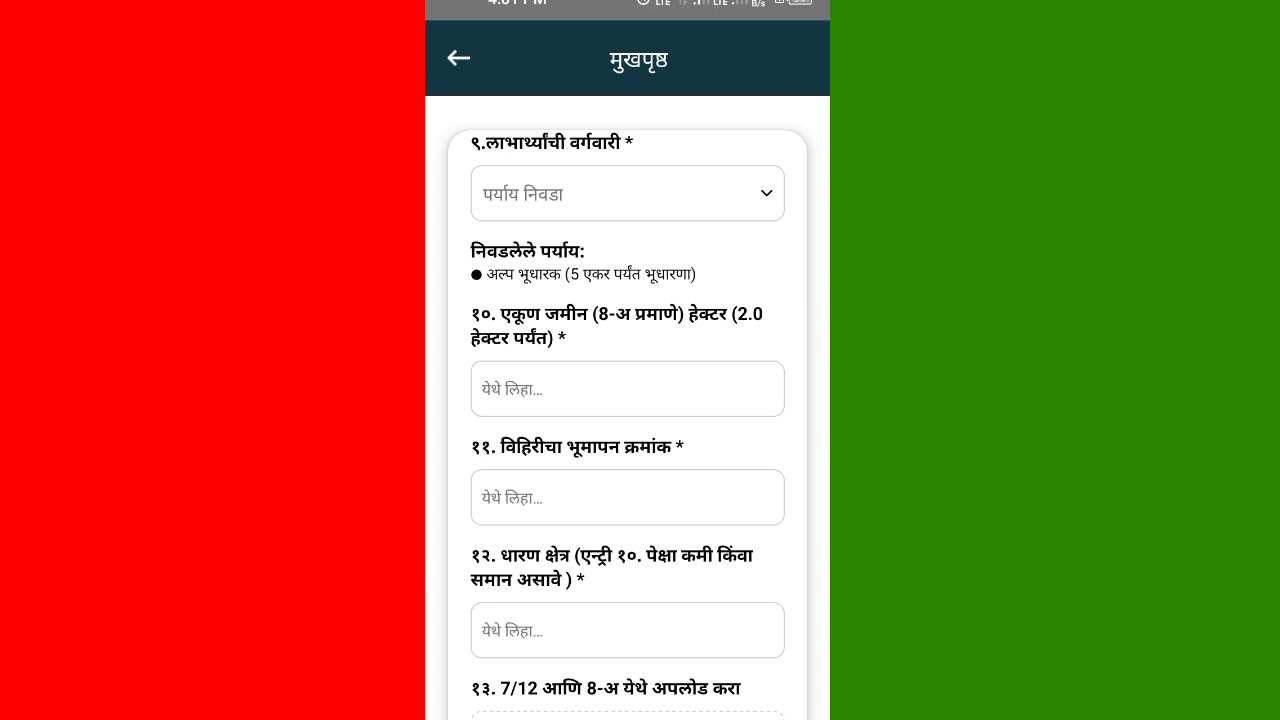 मुखपृष्ठ
९.लाभार्थ्यांची वर्गवारी *
पर्याय निवडा
निवडलेले पर्याय:
● अल्प भूधारक (5 एकर पर्यंत भूधारणा)
१०. एकूण जमीन (8-अ प्रमाणे) हेक्टर (2.0
हेक्टर पर्यंत) *
येथे लिहा...
११. विहिरीचा भूमापन क्रमांक *
येथे लिहा...
१२. धारण क्षेत्र (एन्ट्री १०. पेक्षा कमी किंवा
समान असावे ) *
येथे लिहा...
१३. 7/12 आणि 8-अ येथे अपलोड करा